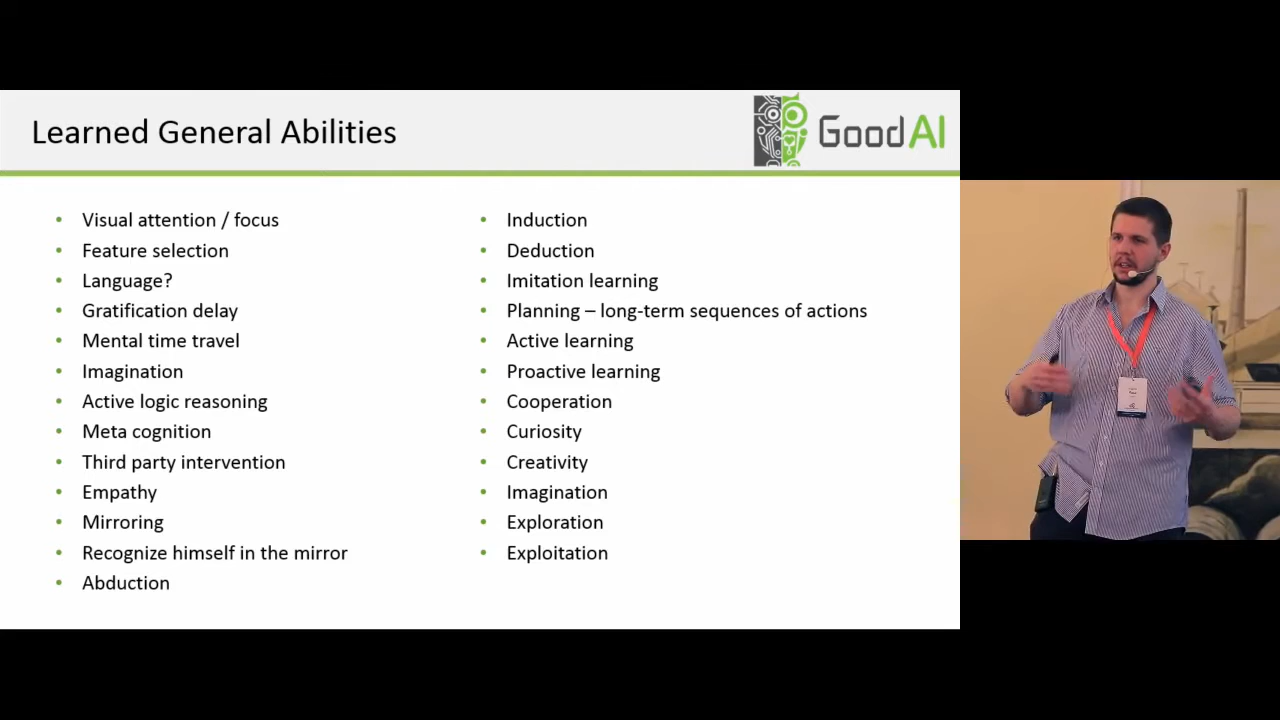 Learned General Abilities
GoodAI
• Visual attention / focus
• Feature selection
• Language?
• Gratification delay
• Mental time travel
• Imagination
• Active logic reasoning
• Meta cognition
• Third party intervention
• Empathy
• Mirroring
• Recognize himself in the mirror
• Abduction
• Induction
• Deduction
• Imitation learning
• Planning – long-term sequences of actions
• Active learning
• Proactive learning
• Cooperation
• Curiosity
• Creativity
• Imagination
• Exploration
• Exploitation